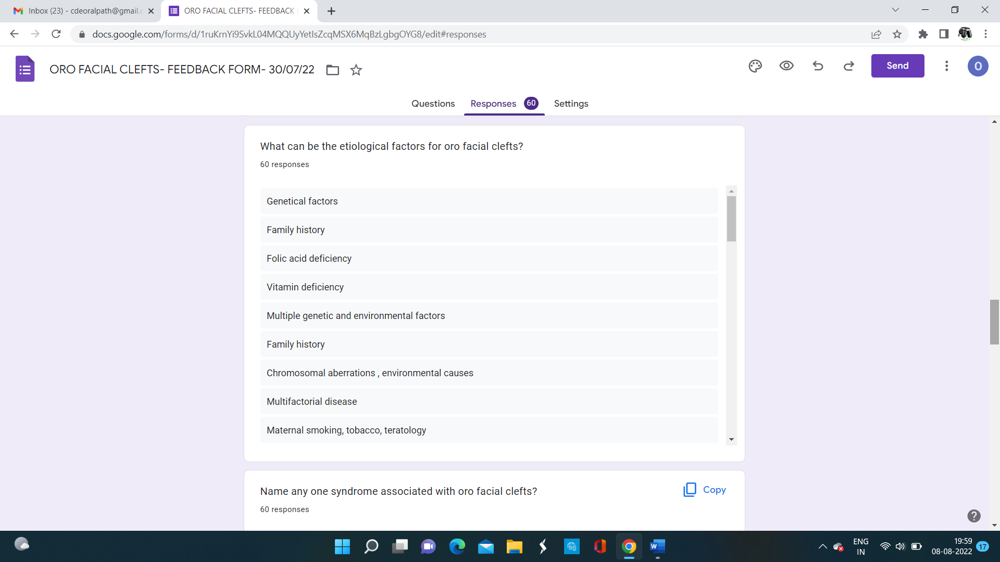 Inbox (23) - cdeoralpath@gmail.c
ORO FACIAL CLEFTS- FEEDBACK F
docs.google.com/forms/d/1ruKrnYi9SvkL04MQQUyYetIsZcqMSX6MqBzLgbgOYG8/edit#responses
ORO FACIAL CLEFTS- FEEDBACK FORM- 30/07/22
Send
O
Questions Responses 60 Settings
What can be the etiological factors for oro facial clefts?
60 responses
Genetical factors
Family history
Folic acid deficiency
Vitamin deficiency
Multiple genetic and environmental factors
Family history
Chromosomal aberrations , environmental causes
Multifactorial disease
Maternal smoking, tobacco, teratology
Name any one syndrome associated with oro facial clefts?
Copy
60 responses
ENG
IN
19:59
08-08-2022
17